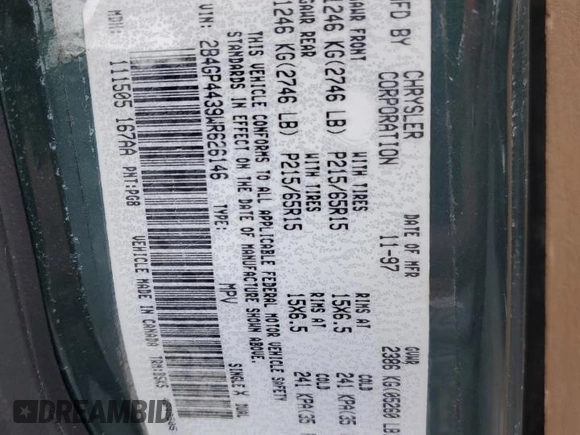 MFD BY CHRYSLER CORPORATION DATE OF MFR 11-97 GVWR 2386 KG(05260 LB
GAWR FRONT 1246 KG(2746 LB) WITH TIRES P215/65R15 RIMS AT 15X6.5 COLD 241 KPA/35
GAWR REAR 1246 KG(2746 LB) WITH TIRES P215/65R15 RIMS AT 15X6.5 COLD 241 KPA/35
THIS VEHICLE CONFORMS TO ALL APPLICABLE FEDERAL MOTOR VEHICLE SAFETY
STANDARDS IN EFFECT ON THE DATE OF MANUFACTURE SHOWN ABOVE.
VIN: 2B4GP4439WR626146 TYPE: MPV SINGLE X DUAL
MDH: 111505 167AA PNT:PG8 VEHICLE MADE IN CANADA
DREAMBID